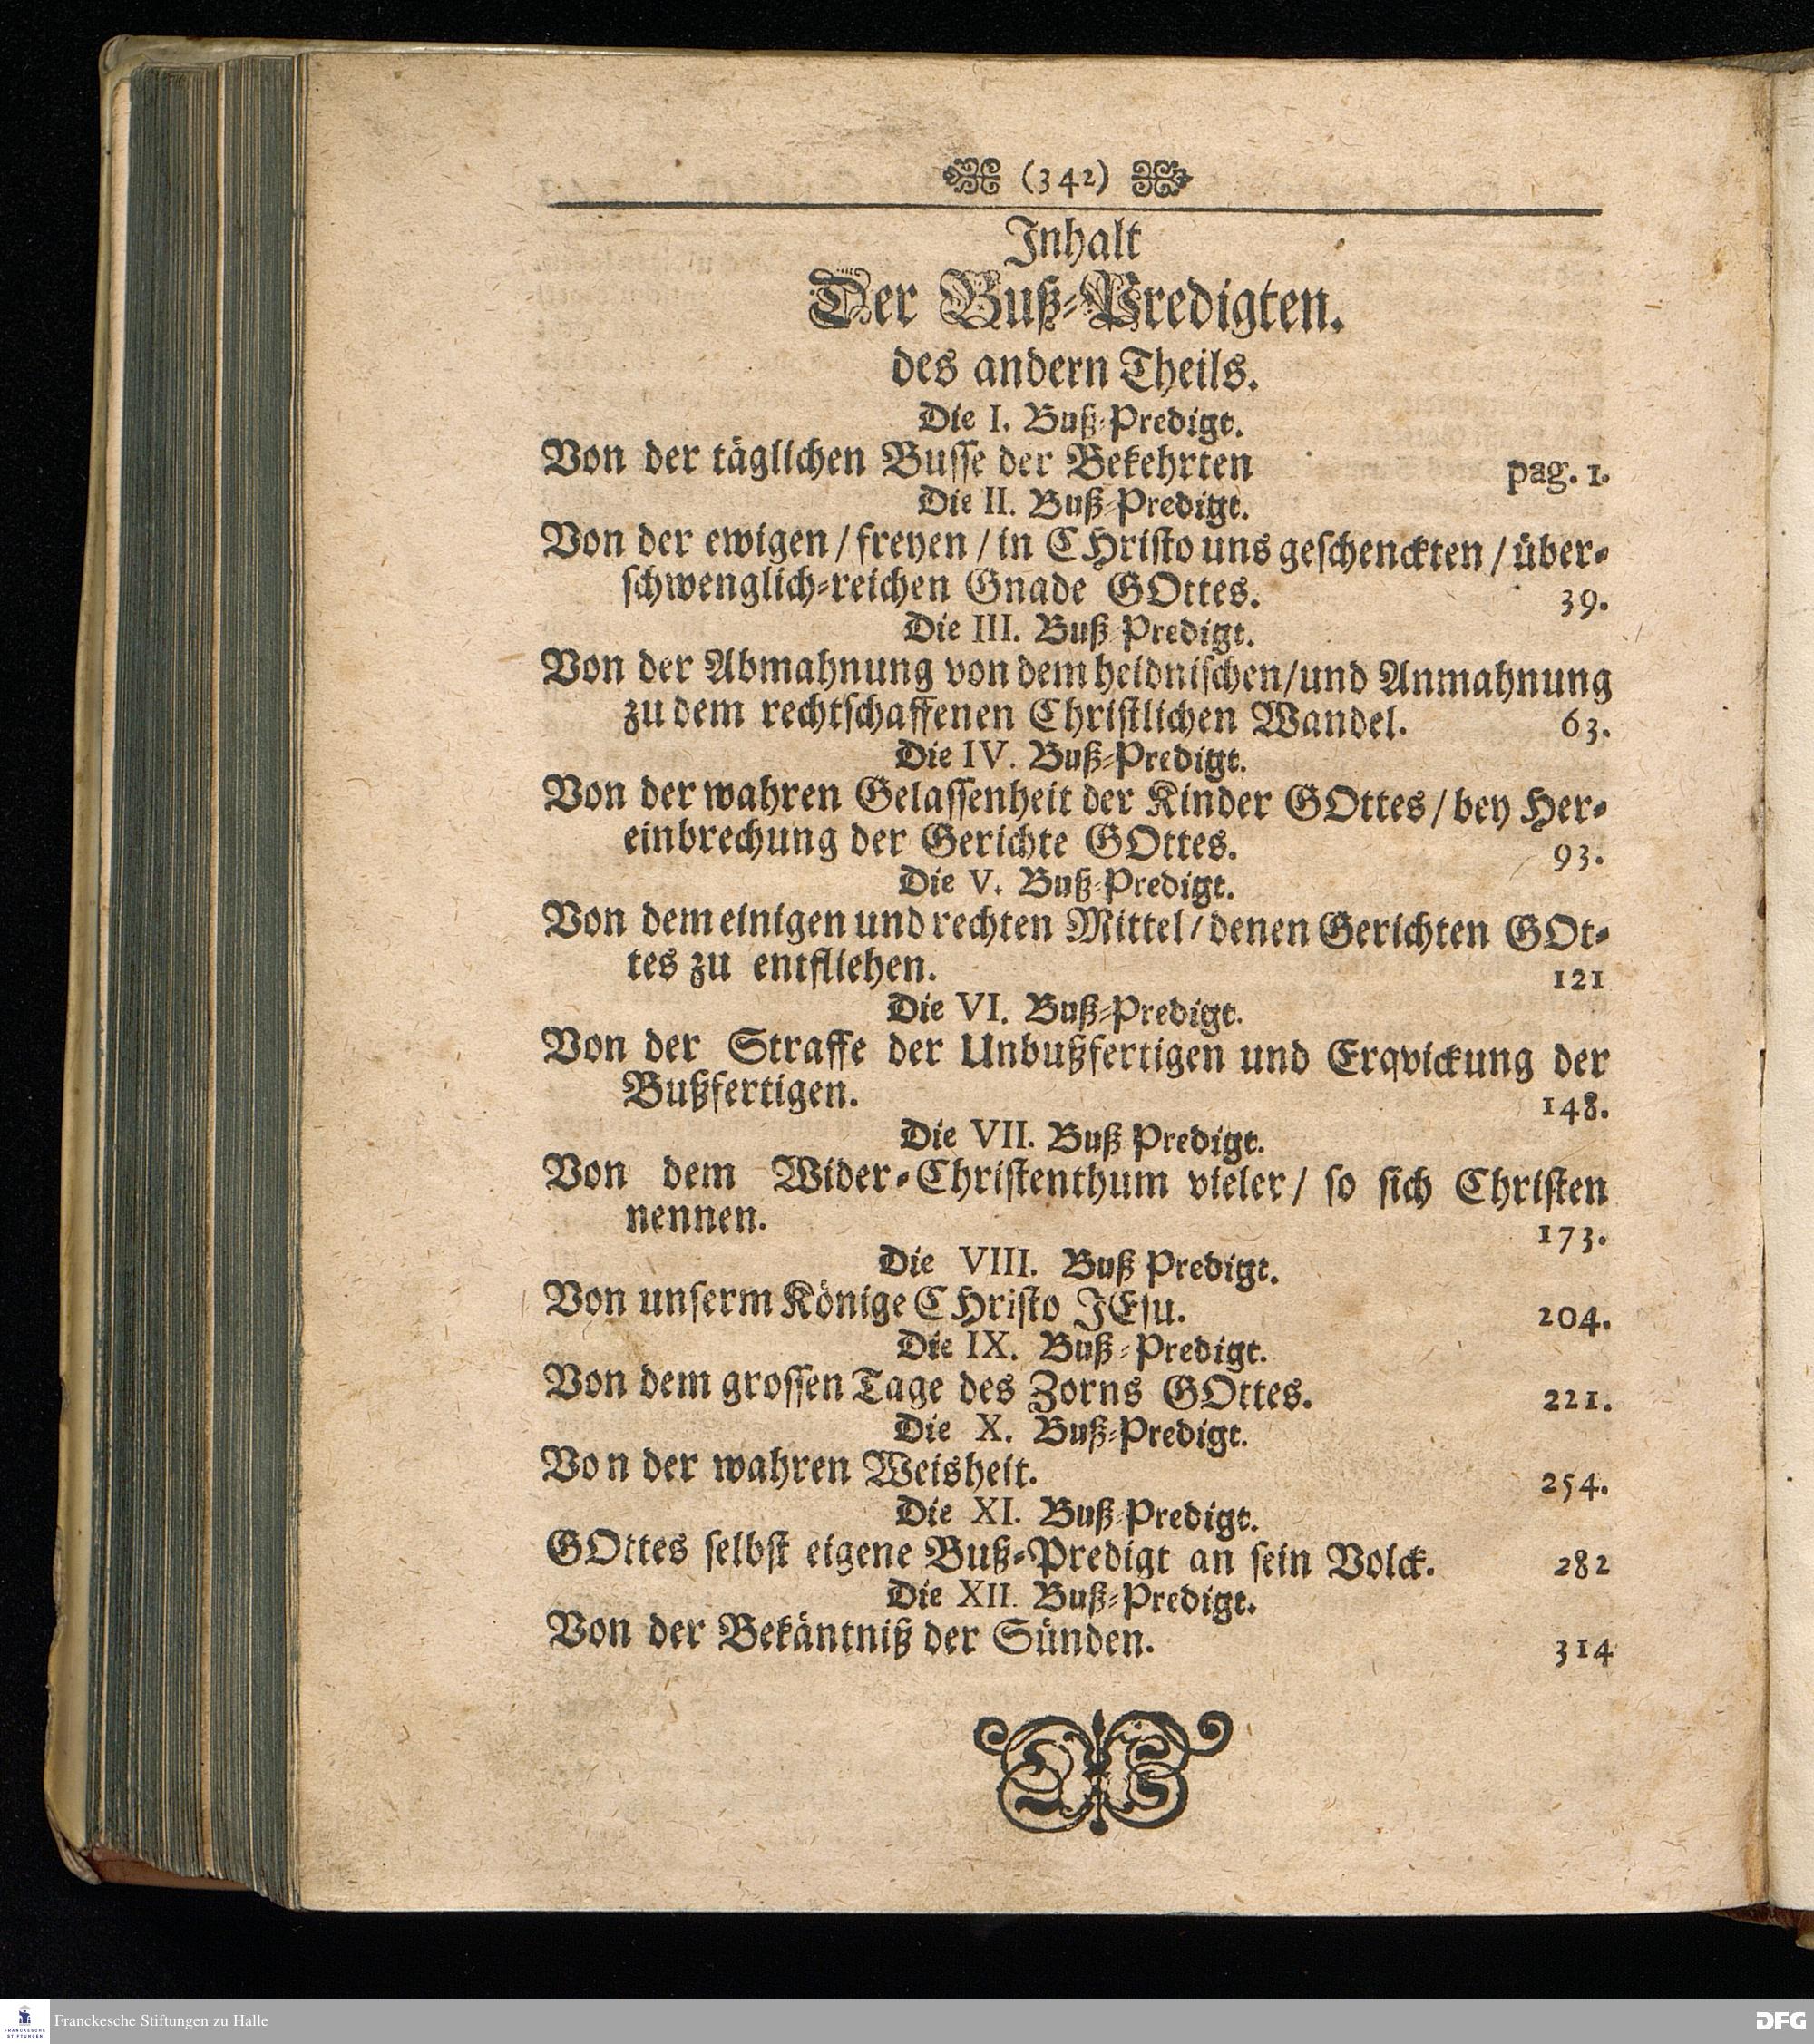 (342)
Inhalt
Der Buß-Predigten.
des andern Theils.
Die I. Buß-Predigt.
Von der täglichen Busse der Bekehrten pag. 1.
Die II. Buß-Predigt.
Von der ewigen / freyen / in CHristo uns geschenckten / über-
schwenglich-reichen Gnade GOttes. 39.
Die III. Buß-Predigt.
Von der Abmahnung von dem heidnischen/und Anmahnung
zu dem rechtschaffenen Christlichen Wandel. 63.
Die IV. Buß-Predigt.
Von der wahren Gelassenheit der Kinder GOttes / bey Her-
einbrechung der Gerichte GOttes. 93.
Die V. Buß-Predigt.
Von dem einigen und rechten Mittel / denen Gerichten GOt-
tes zu entfliehen. 121
Die VI. Buß-Predigt.
Von der Straffe der Unbußfertigen und Erqvickung der
Bußfertigen. 148.
Die VII. Buß Predigt.
Von dem Wider-Christenthum vieler / so sich Christen
nennen. 173.
Die VIII. Buß Predigt.
Von unserm Könige CHristo JEsu. 204.
Die IX. Buß-Predigt.
Von dem grossen Tage des Zorns GOttes. 221.
Die X. Buß-Predigt.
Von der wahren Weisheit. 254.
Die XI. Buß-Predigt.
GOttes selbst eigene Buß-Predigt an sein Volck. 282
Die XII. Buß-Predigt.
Von der Bekäntniß der Sünden. 314
FRANCKESCHE
STIFTUNGEN
Franckesche Stiftungen zu Halle
DFG